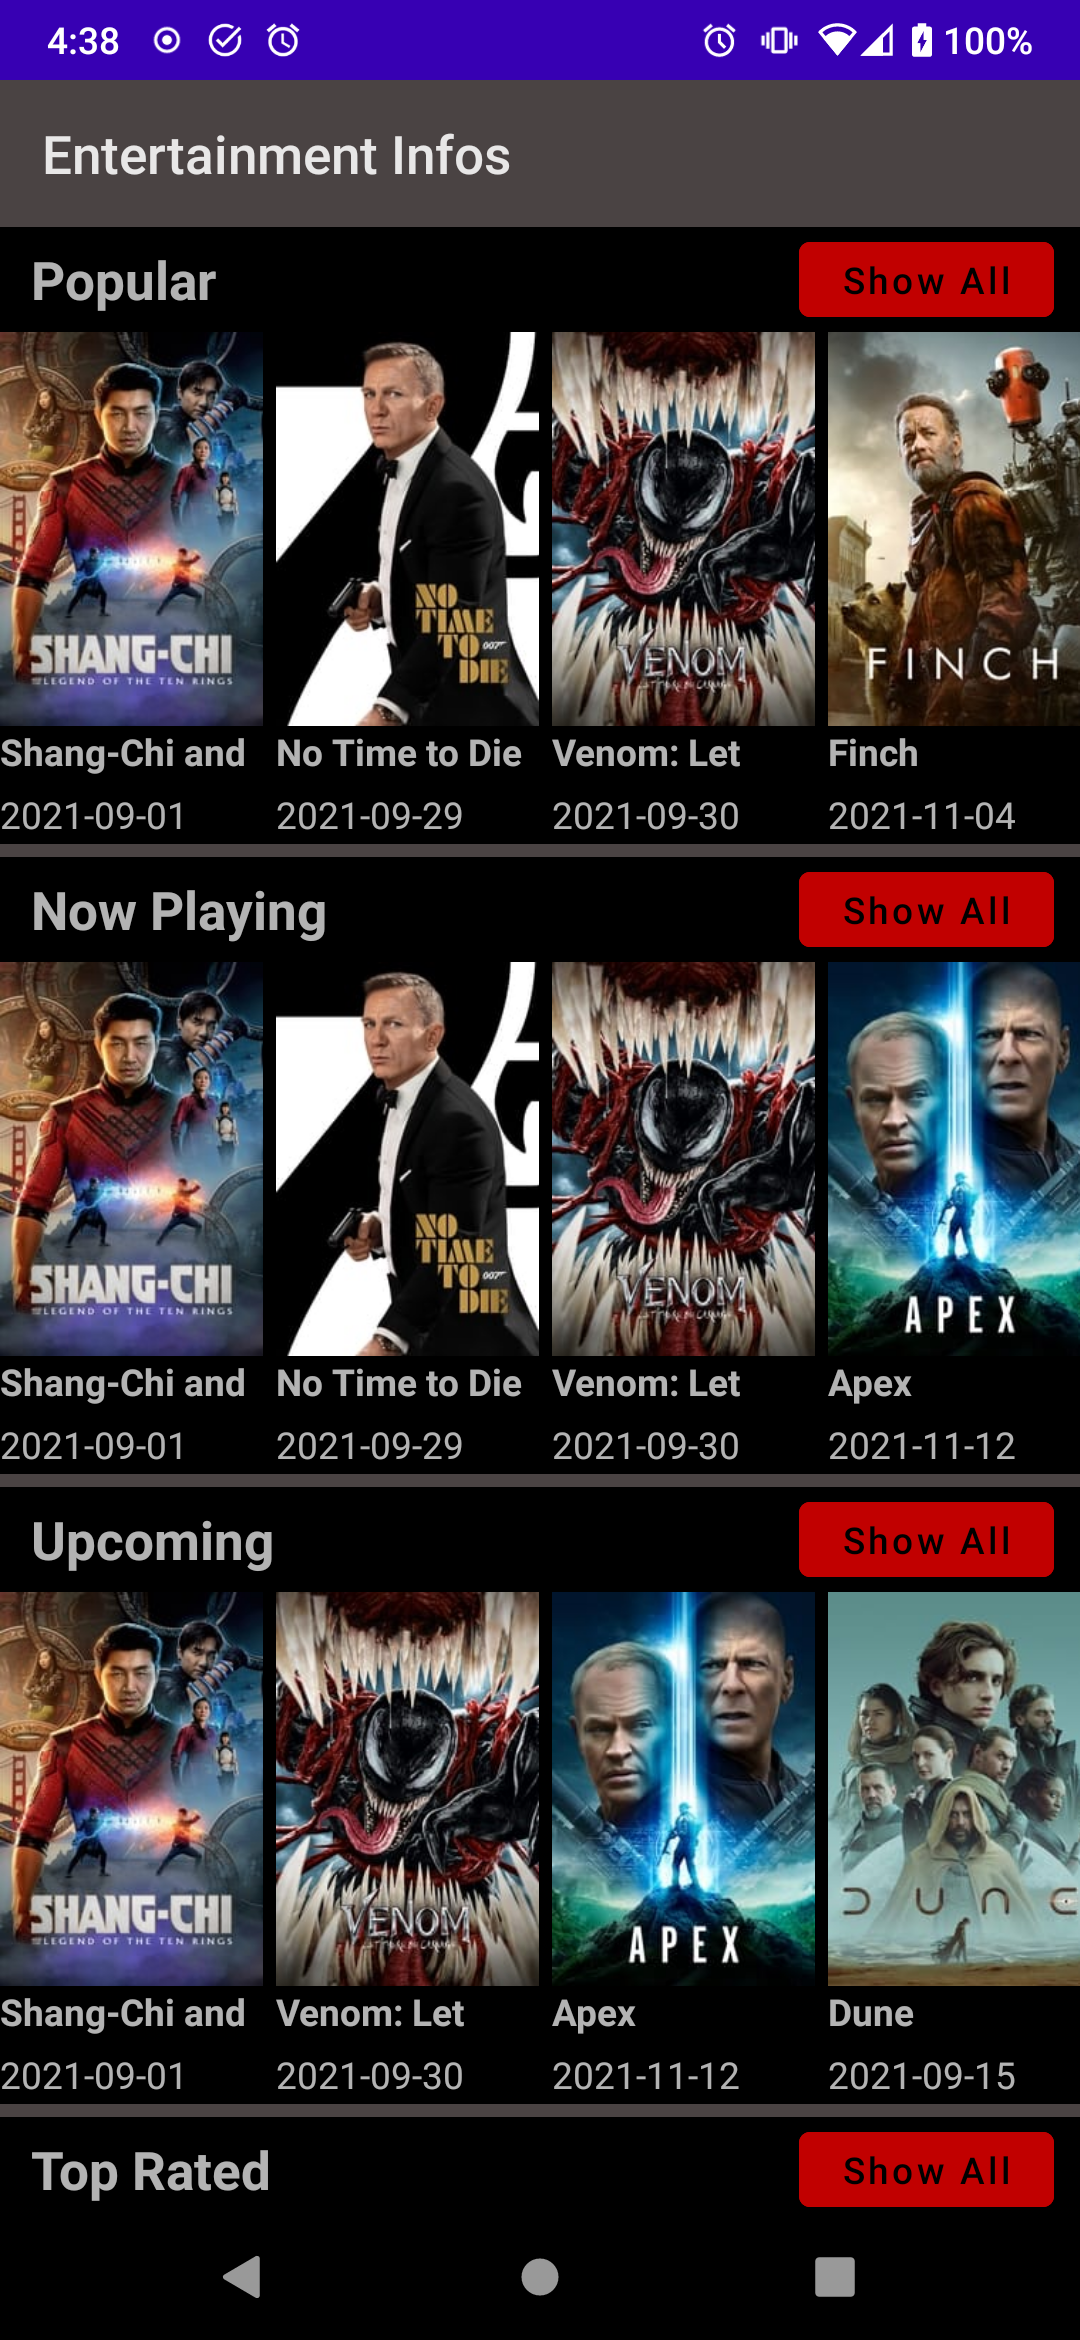 4:38 100%
Entertainment Infos
Popular Show All
SHANG-CHI
LEGEND OF THE TEN RINGS
NO
TIME
TO 007
DIE
VENOM
FINCH
Shang-Chi and No Time to Die Venom: Let Finch
2021-09-01 2021-09-29 2021-09-30 2021-11-04
Now Playing Show All
SHANG-CHI
LEGEND OF THE TEN RINGS
NO
TIME
TO 007
DIE
VENOM
APEX
Shang-Chi and No Time to Die Venom: Let Apex
2021-09-01 2021-09-29 2021-09-30 2021-11-12
Upcoming Show All
SHANG-CHI
LEGEND OF THE TEN RINGS
VENOM
APEX
DUNE
Shang-Chi and Venom: Let Apex Dune
2021-09-01 2021-09-30 2021-11-12 2021-09-15
Top Rated Show All